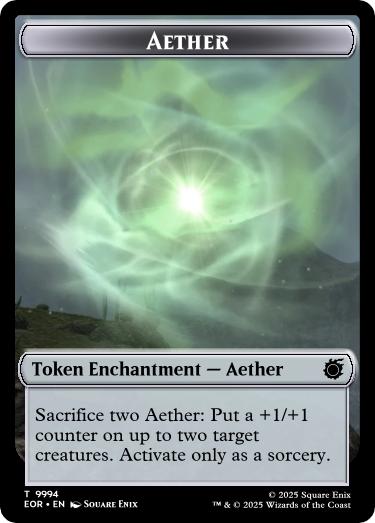 Aether
Token Enchantment — Aether
Sacrifice two Aether: Put a +1/+1
counter on up to two target
creatures. Activate only as a sorcery.
T 9994
EOR • EN Square Enix
© 2025 Square Enix
™ & © 2025 Wizards of the Coast